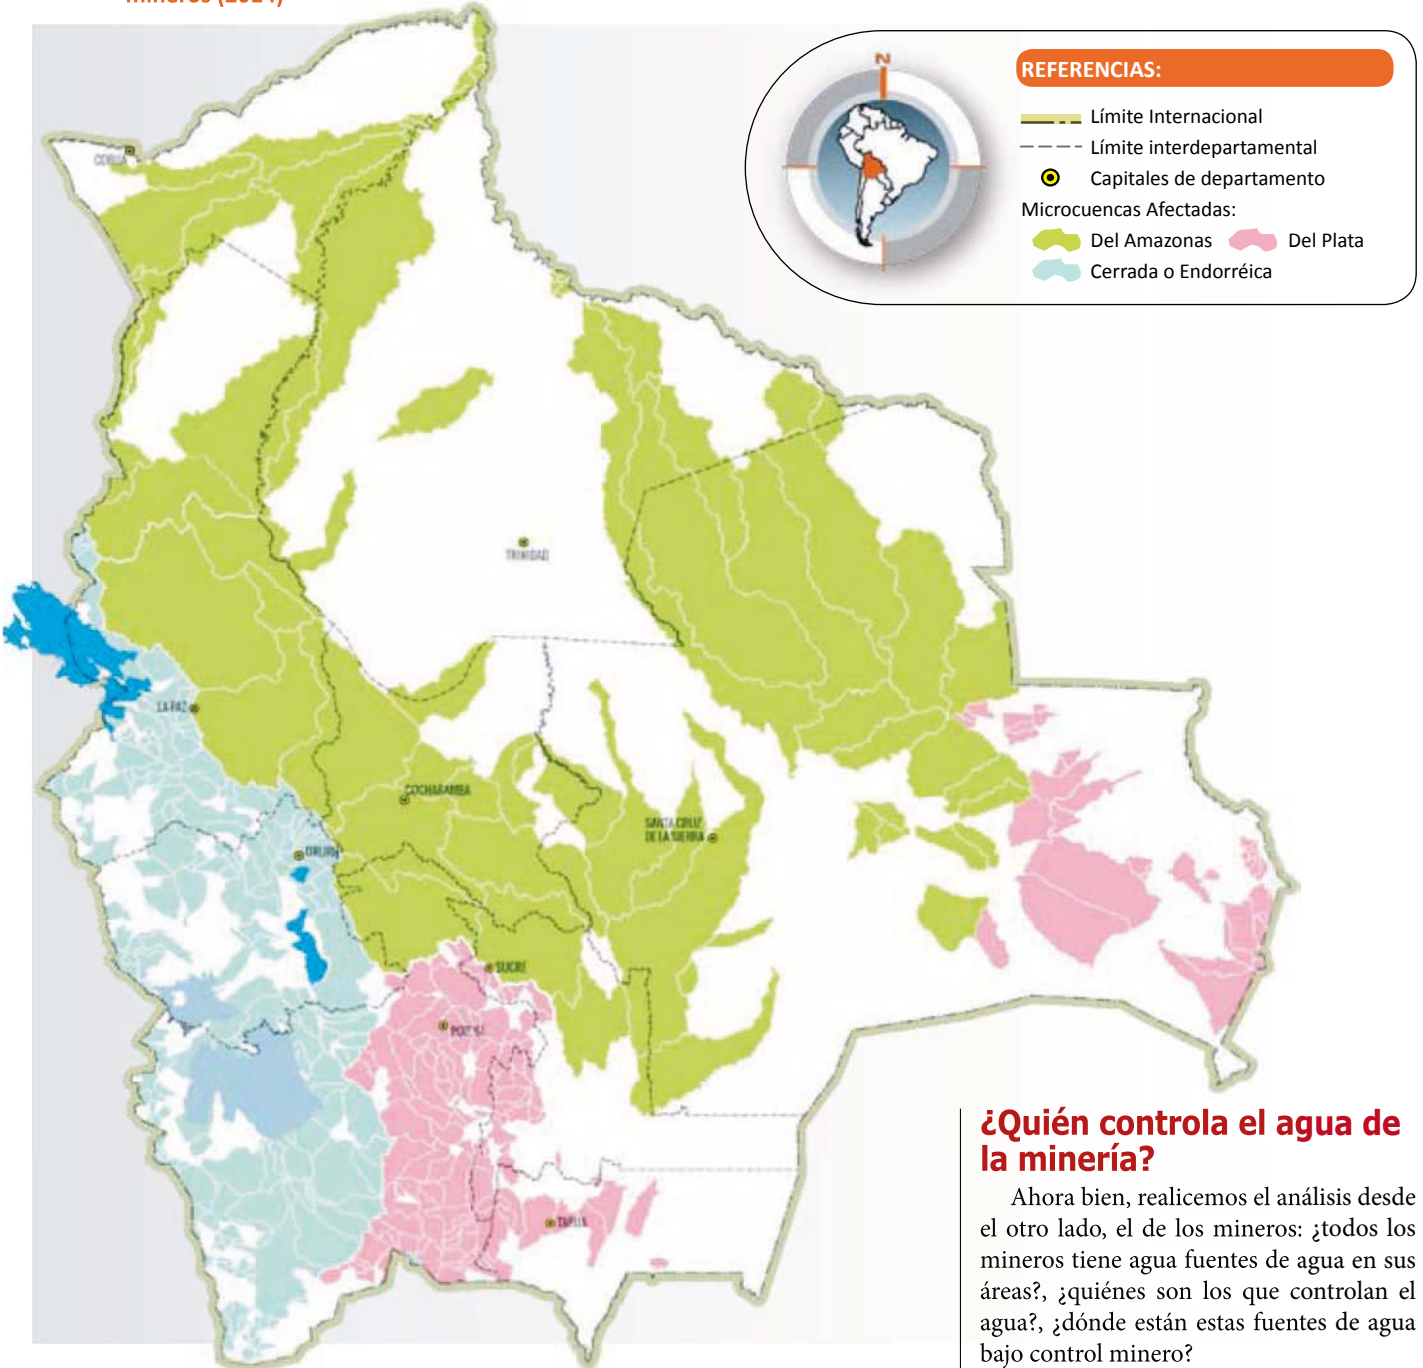 mineros (2014)
N
REFERENCIAS:
Límite Internacional
Límite interdepartamental
Capitales de departamento
Microcuencas Afectadas:
Del Amazonas
Del Plata
Cerrada o Endorréica
COBIJA
TRINIDAD
LA PAZ
COCHABAMBA
SANTA CRUZ
DE LA SIERRA
ORURO
SUCRE
POTOSI
TARIJA
¿Quién controla el agua de
la minería?
Ahora bien, realicemos el análisis desde
el otro lado, el de los mineros: ¿todos los
mineros tiene agua fuentes de agua en sus
áreas?, ¿quiénes son los que controlan el
agua?, ¿dónde están estas fuentes de agua
bajo control minero?